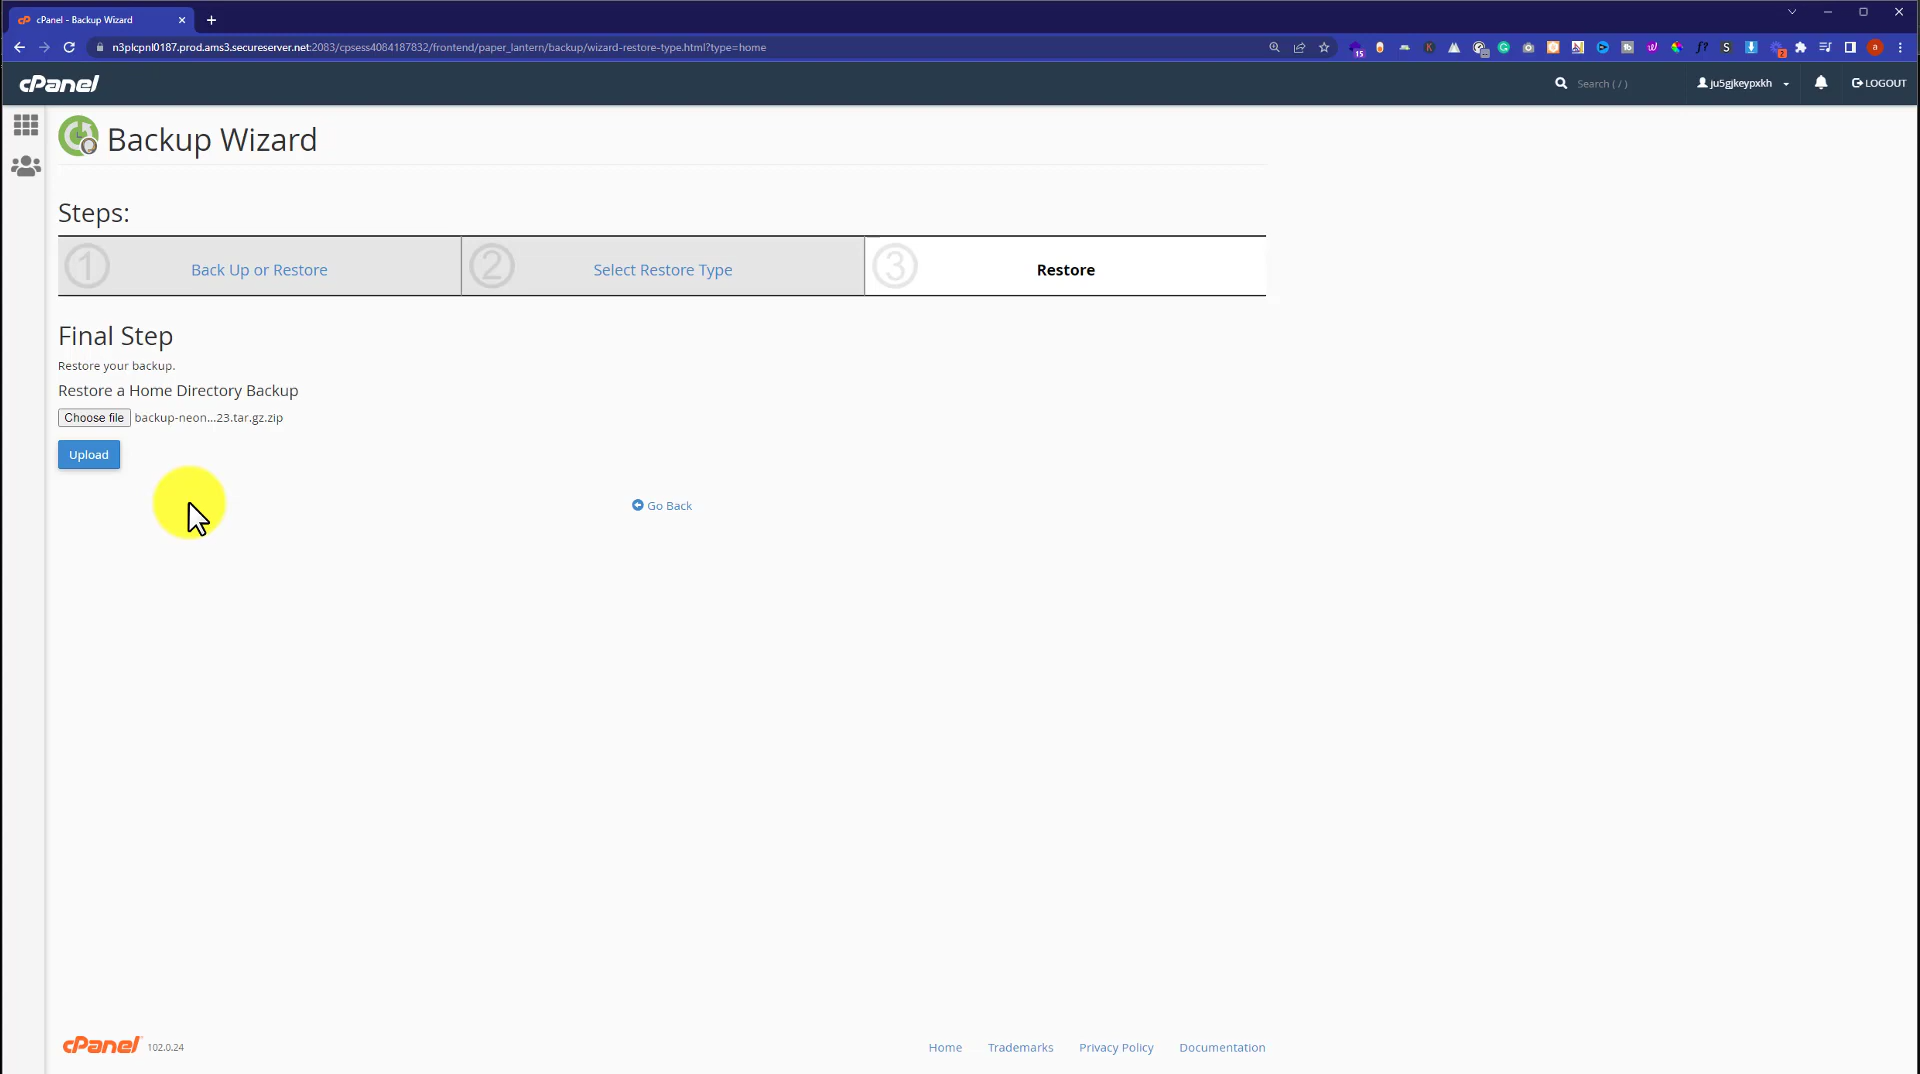 cPanel - Backup Wizard
n3plcpnl0187.prod.ams3.secureserver.net:2083/cpsess4084187832/frontend/paper_lantern/backup/wizard-restore-type.html?type=home
15
2
a
cPanel
Search ( / )
ju5gjkeypxkh
LOGOUT
Backup Wizard
Steps:
1 Back Up or Restore
2 Select Restore Type
3 Restore
Final Step
Restore your backup.
Restore a Home Directory Backup
Choose file backup-neon...23.tar.gz.zip
Upload
Go Back
cPanel 102.0.24
Home Trademarks Privacy Policy Documentation